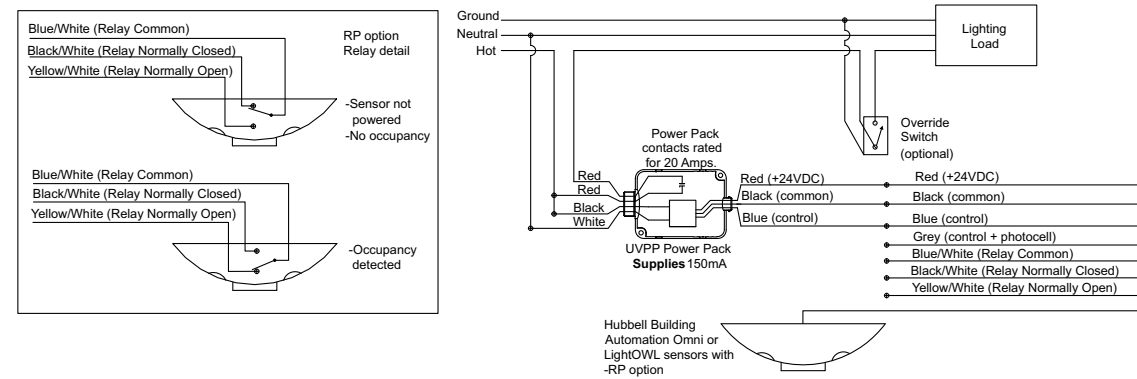 Blue/White (Relay Common)
Black/White (Relay Normally Closed)
Yellow/White (Relay Normally Open)
RP option
Relay detail
-Sensor not
powered
-No occupancy
Blue/White (Relay Common)
Black/White (Relay Normally Closed)
Yellow/White (Relay Normally Open)
-Occupancy
detected
Ground
Neutral
Hot
Lighting
Load
Override
Switch
(optional)
Power Pack
contacts rated
for 20 Amps.
Red
Red
Black
White
UVPP Power Pack
Supplies 150mA
Red (+24VDC)
Black (common)
Blue (control)
Red (+24VDC)
Black (common)
Blue (control)
Grey (control + photocell)
Blue/White (Relay Common)
Black/White (Relay Normally Closed)
Yellow/White (Relay Normally Open)
Hubbell Building
Automation Omni or
LightOWL sensors with
-RP option